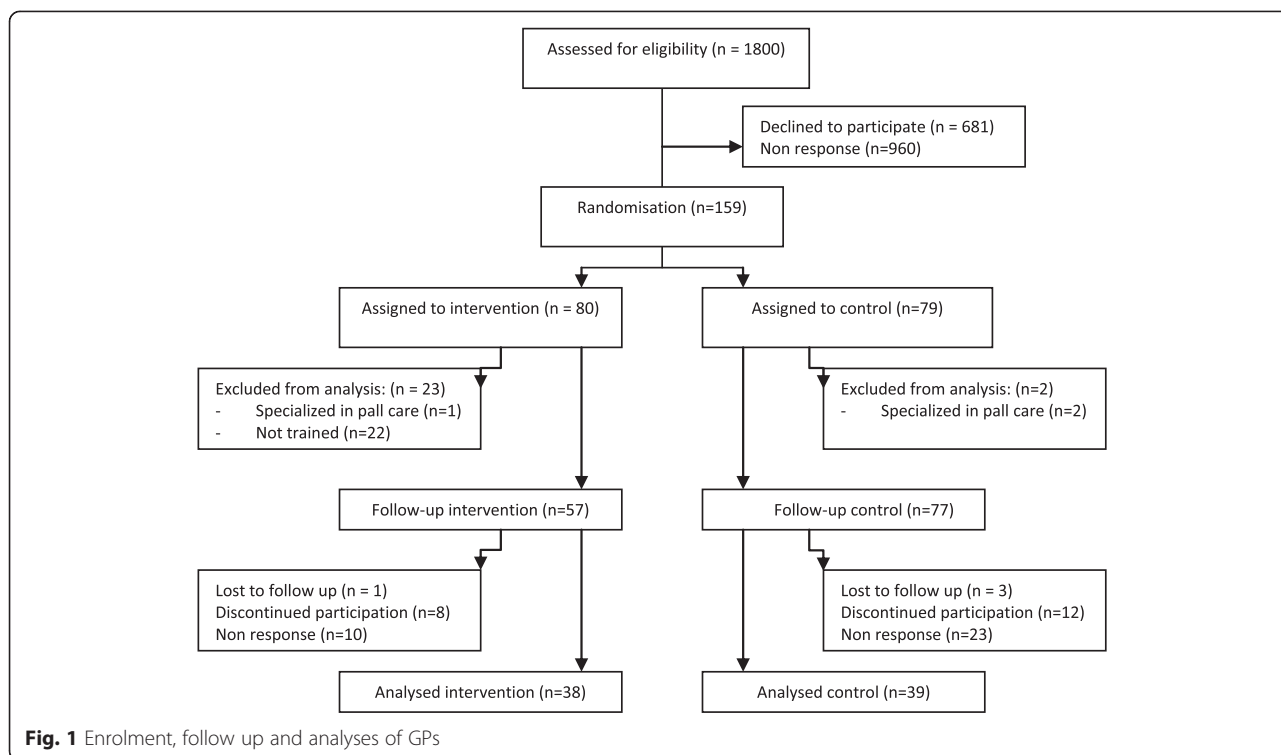 Assessed for eligibility (n = 1800)
Declined to participate (n = 681)
Non response (n=960)
Randomisation (n=159)
Assigned to intervention (n = 80)
Assigned to control (n=79)
Excluded from analysis: (n = 23)
- Specialized in pall care (n=1)
- Not trained (n=22)
Excluded from analysis: (n=2)
- Specialized in pall care (n=2)
Follow-up intervention (n=57)
Follow-up control (n=77)
Lost to follow up (n = 1)
Discontinued participation (n=8)
Non response (n=10)
Lost to follow up (n = 3)
Discontinued participation (n=12)
Non response (n=23)
Analysed intervention (n=38)
Analysed control (n=39)
Fig. 1 Enrolment, follow up and analyses of GPs